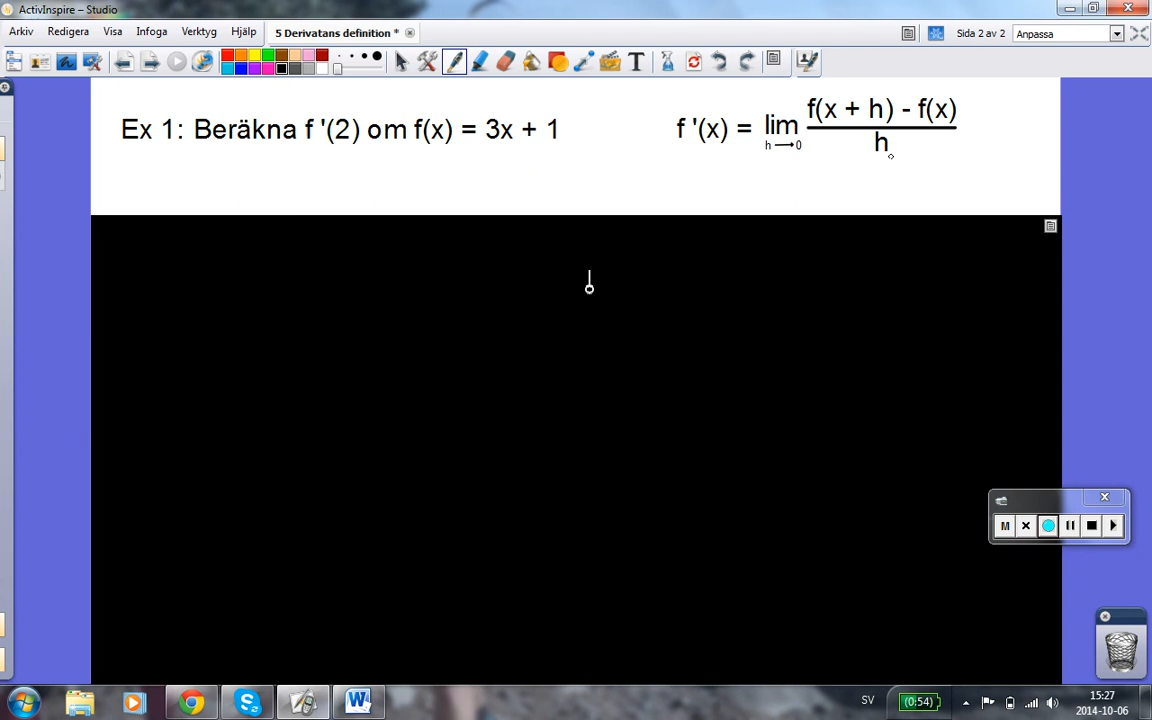 ActivInspire – Studio
Arkiv Redigera Visa Infoga Verktyg Hjälp 5 Derivatans definition * Sida 2 av 2 Anpassa
T
Ex 1: Beräkna f '(2) om f(x) = 3x + 1
f '(x) = lim f(x + h) - f(x)
h → 0 h
M
W
SV (0:54) 15:27
2014-10-06